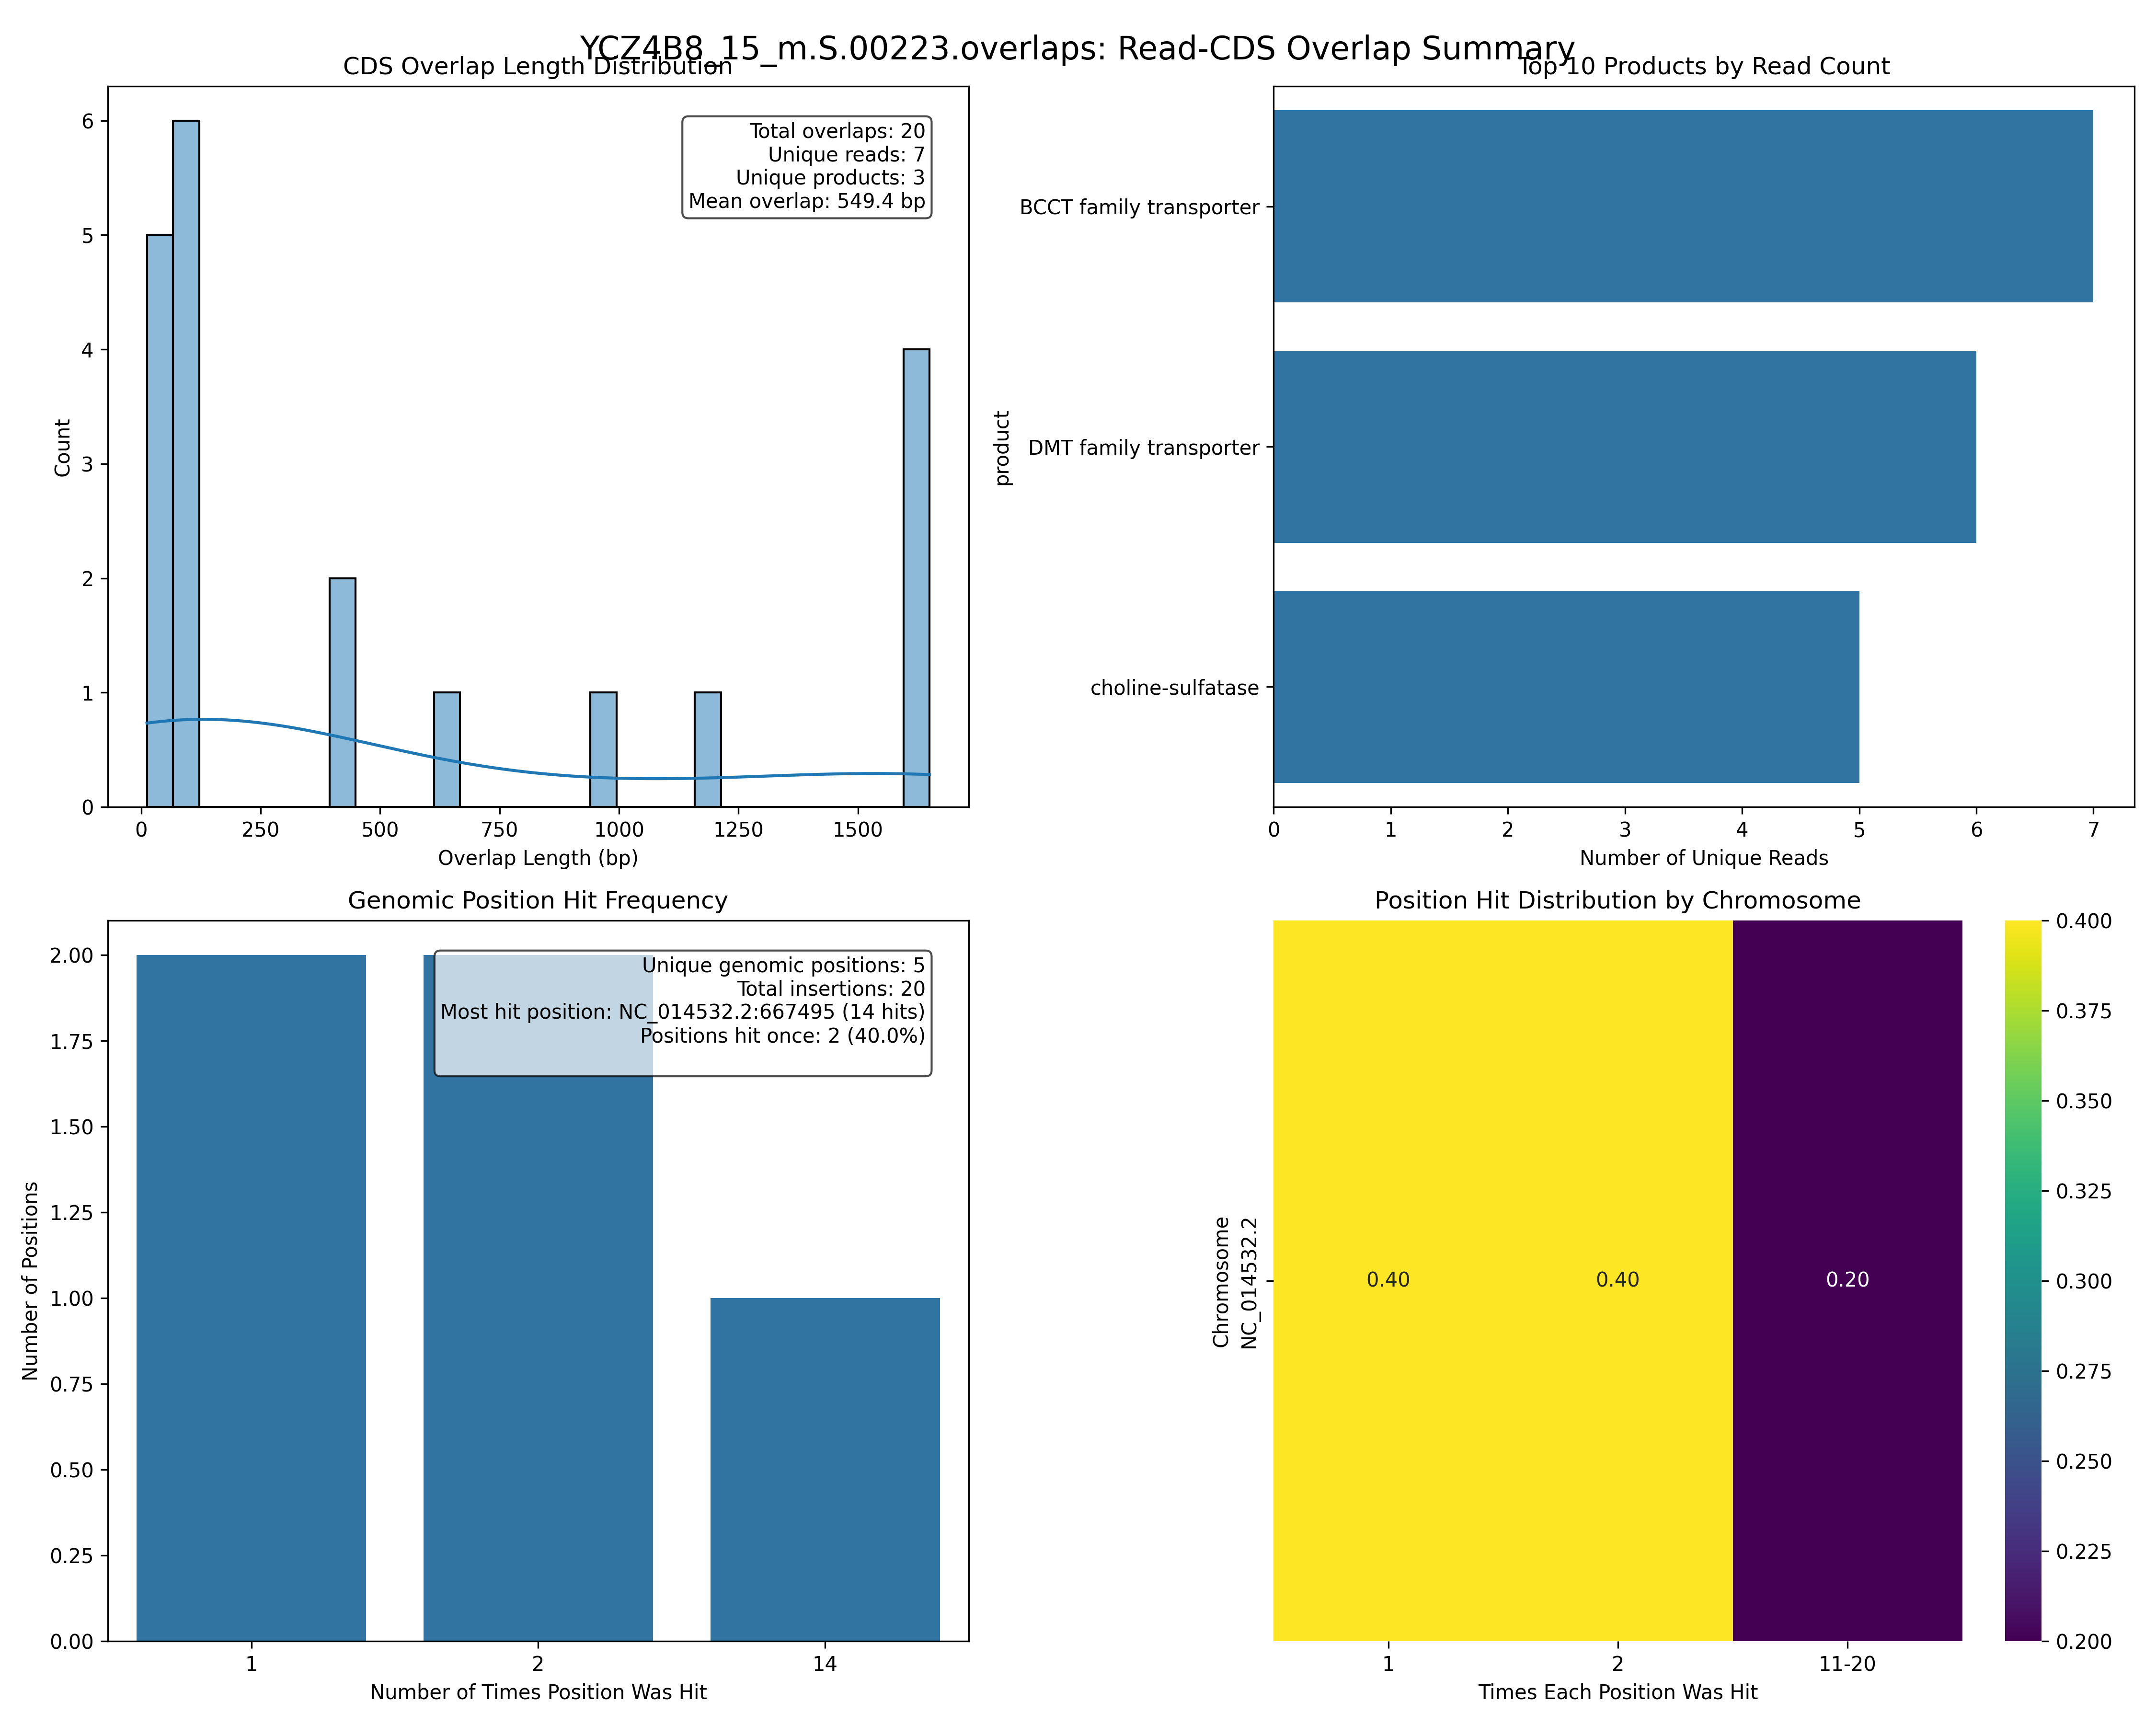 YCZ4B8_15_m.S.00223.overlaps: Read-CDS Overlap Summary
CDS Overlap Length Distribution
Total overlaps: 20
Unique reads: 7
Unique products: 3
Mean overlap: 549.4 bp
Count
0
1
2
3
4
5
6
0
250
500
750
1000
1250
1500
Overlap Length (bp)
Top 10 Products by Read Count
product
BCCT family transporter
DMT family transporter
choline-sulfatase
0
1
2
3
4
5
6
7
Number of Unique Reads
Genomic Position Hit Frequency
Unique genomic positions: 5
Total insertions: 20
Most hit position: NC_014532.2:667495 (14 hits)
Positions hit once: 2 (40.0%)
Number of Positions
2.00
1.75
1.50
1.25
1.00
0.75
0.50
0.25
0.00
1
2
14
Number of Times Position Was Hit
Position Hit Distribution by Chromosome
Chromosome
NC_014532.2
0.40
0.40
0.20
1
2
11-20
Times Each Position Was Hit
0.400
0.375
0.350
0.325
0.300
0.275
0.250
0.225
0.200